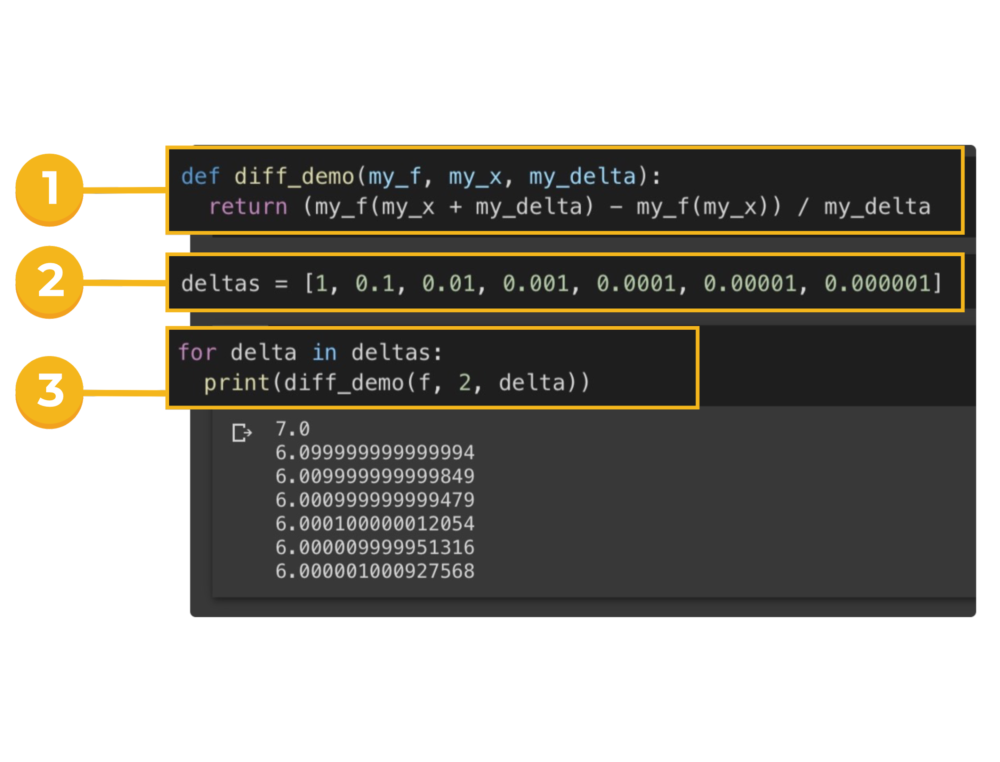 1
def diff_demo(my_f, my_x, my_delta):
return (my_f(my_x + my_delta) - my_f(my_x)) / my_delta
2
deltas = [1, 0.1, 0.01, 0.001, 0.0001, 0.00001, 0.000001]
3
for delta in deltas:
print(diff_demo(f, 2, delta))
7.0
6.099999999999994
6.009999999999849
6.000999999999479
6.000100000012054
6.000009999951316
6.000001000927568